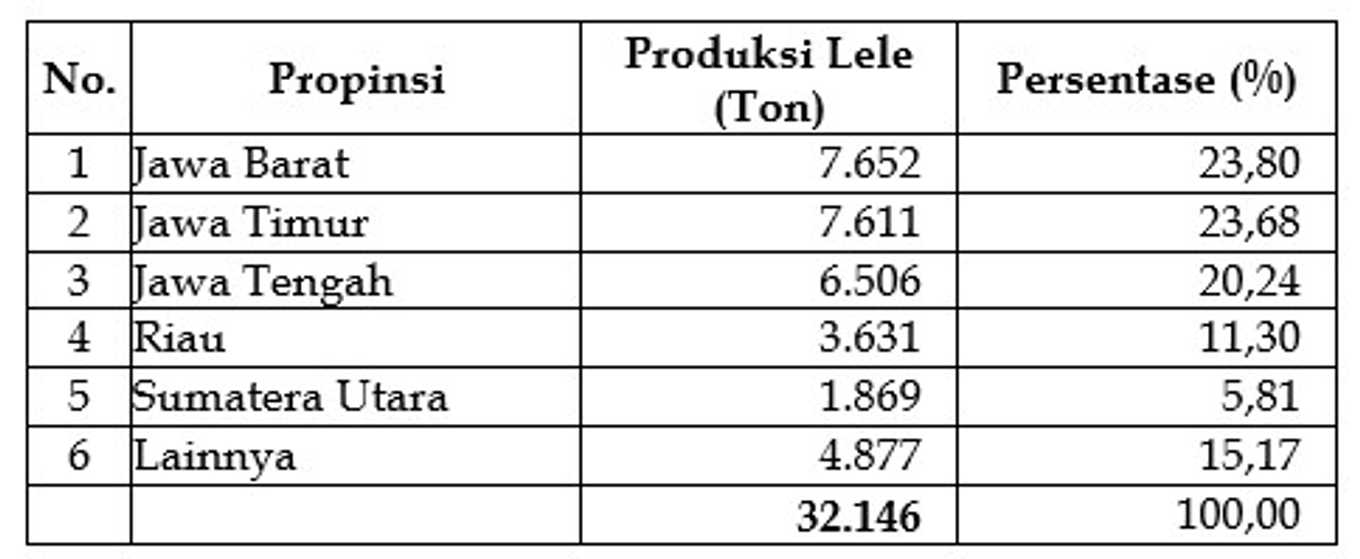 No. Propinsi Produksi Lele (Ton) Persentase (%)
1 Jawa Barat 7.652 23,80
2 Jawa Timur 7.611 23,68
3 Jawa Tengah 6.506 20,24
4 Riau 3.631 11,30
5 Sumatera Utara 1.869 5,81
6 Lainnya 4.877 15,17
32.146 100,00